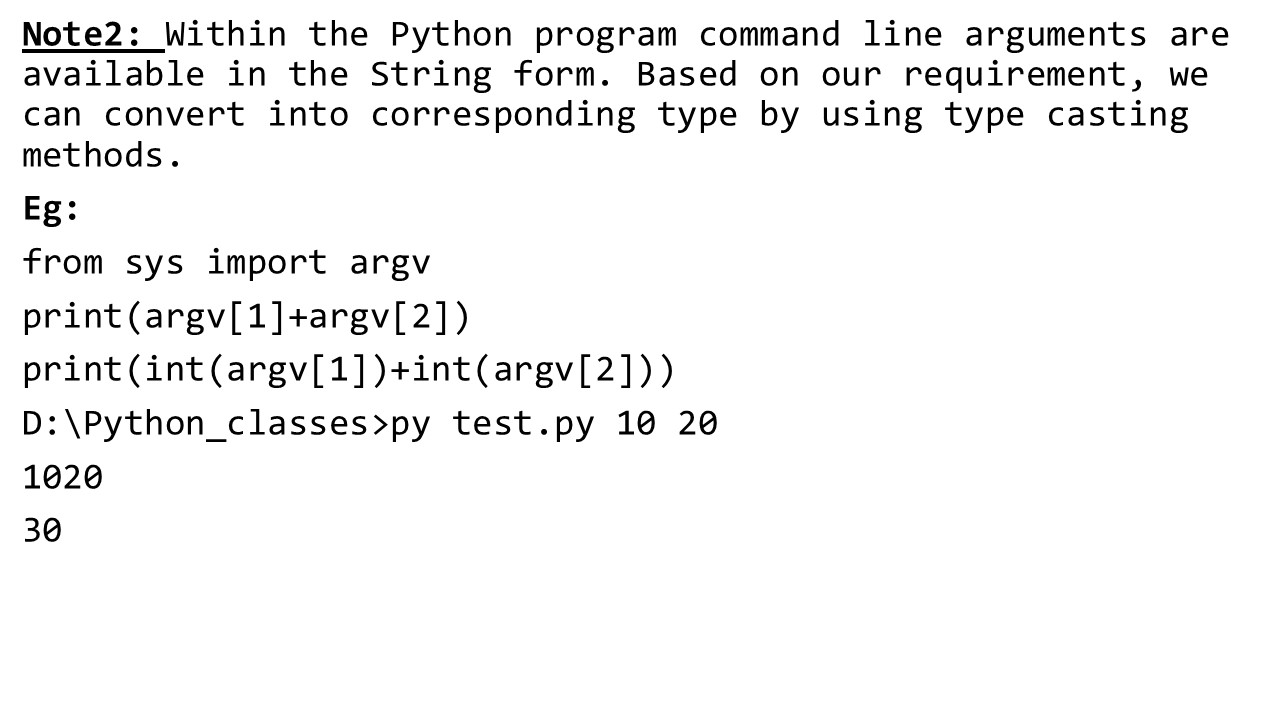 Note2: Within the Python program command line arguments are
available in the String form. Based on our requirement, we
can convert into corresponding type by using type casting
methods.
Eg:
from sys import argv
print(argv[1]+argv[2])
print(int(argv[1])+int(argv[2]))
D:\Python_classes>py test.py 10 20
1020
30